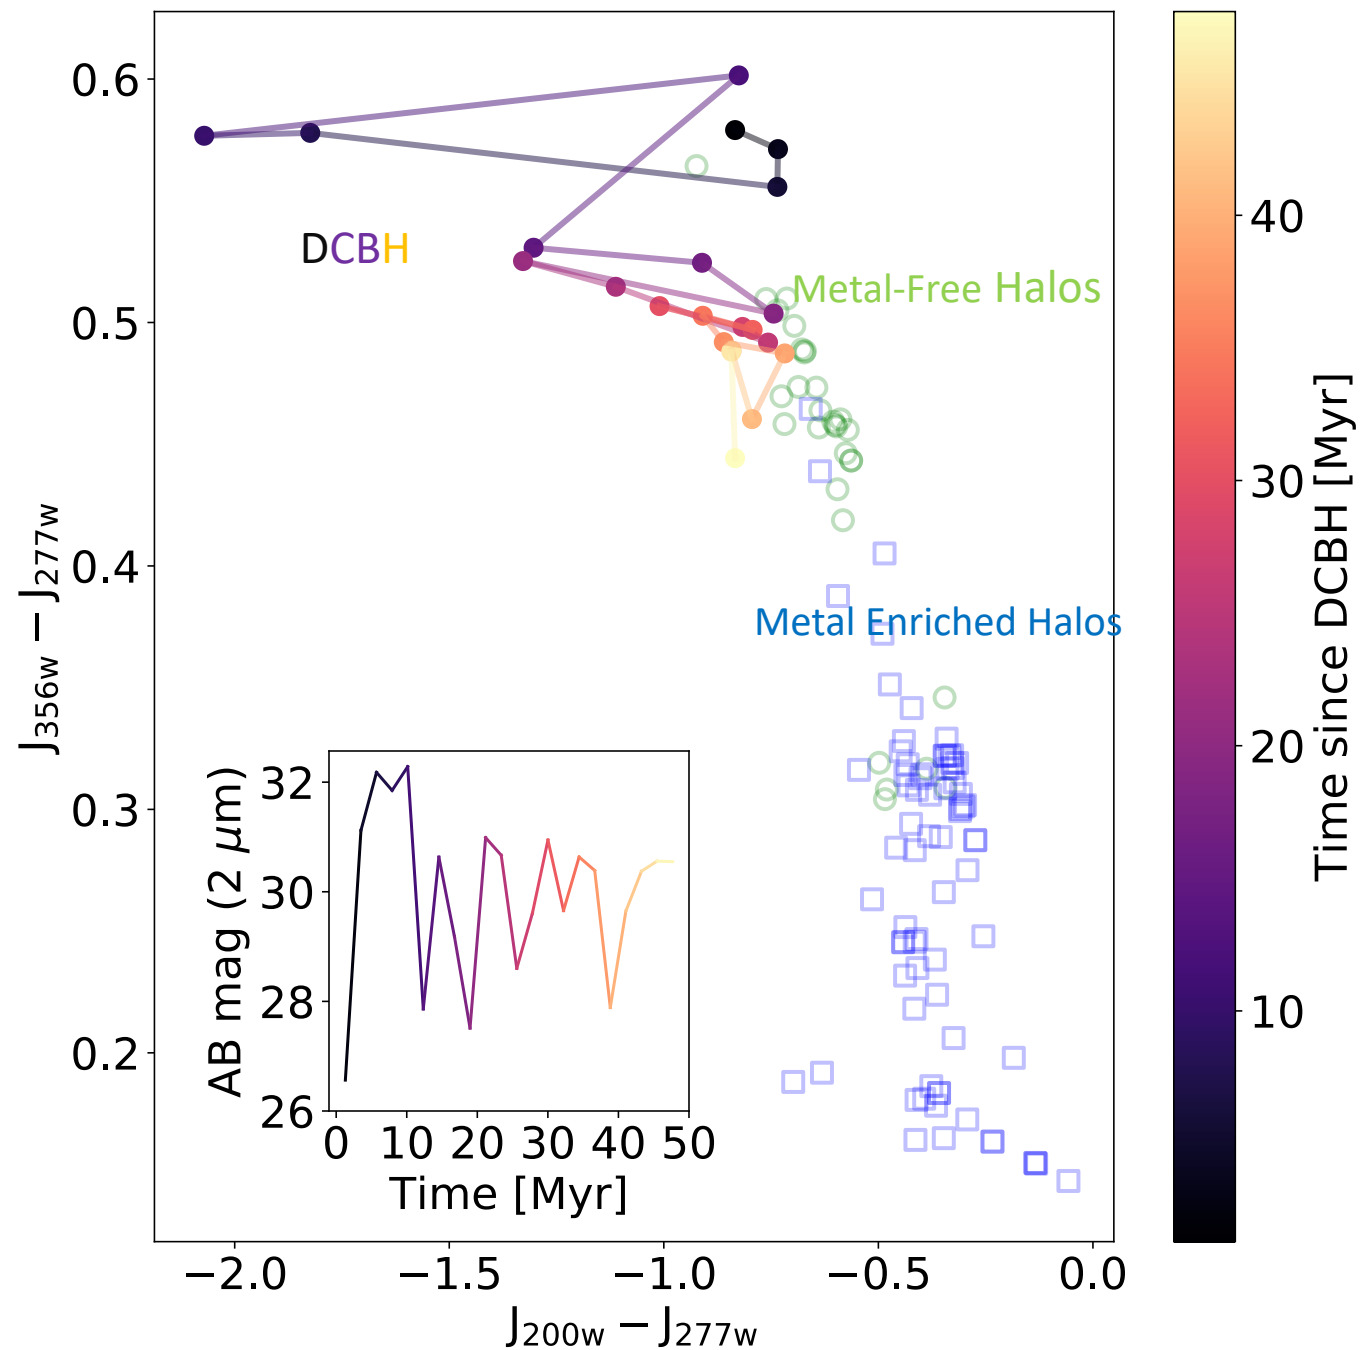 0.6
0.5
0.4
0.3
0.2
J356w − J277w
DCBH
Metal-Free Halos
Metal Enriched Halos
32
30
28
26
AB mag (2 μm)
0 10 20 30 40 50
Time [Myr]
−2.0 −1.5 −1.0 −0.5 0.0
J200w − J277w
40
30
20
10
Time since DCBH [Myr]